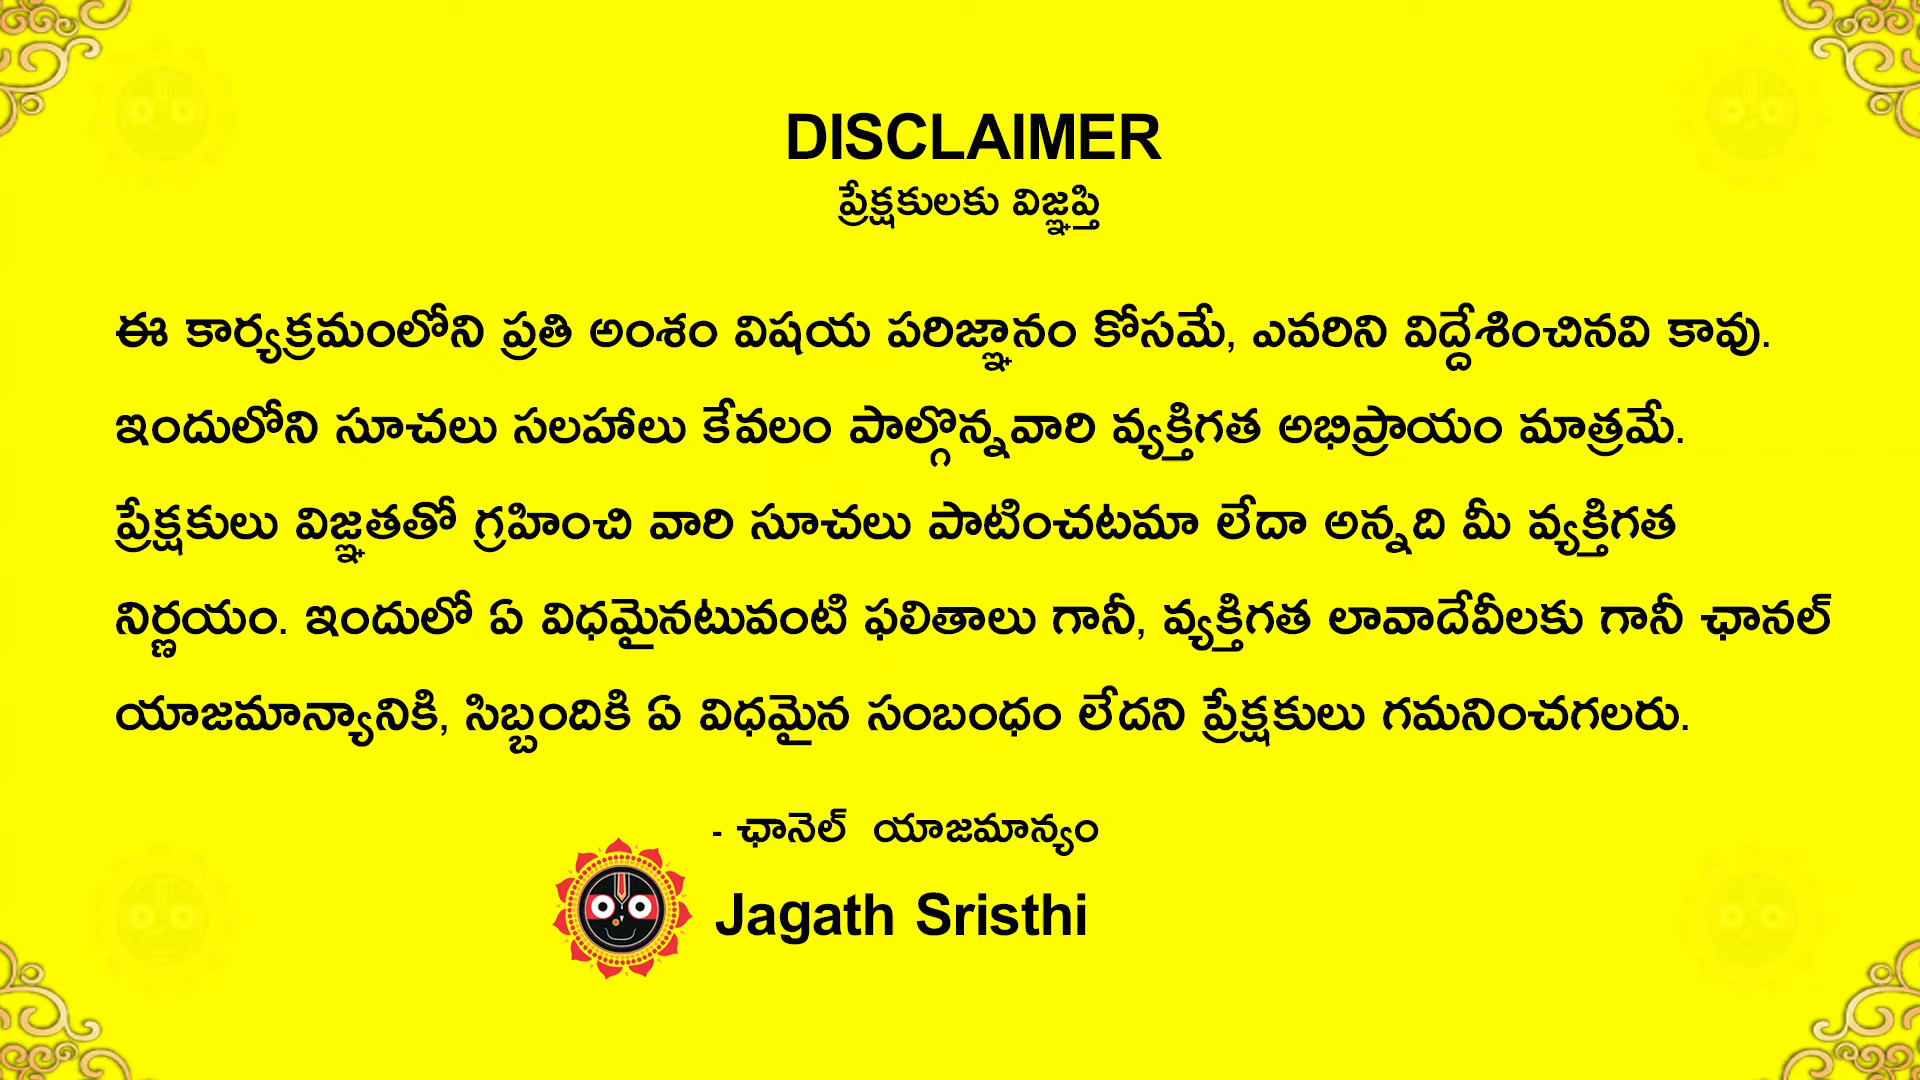 DISCLAIMER
ప్రేక్షకులకు విజ్ఞప్తి
ఈ కార్యక్రమంలోని ప్రతి అంశం విషయ పరిజ్ఞానం కోసమే, ఎవరిని విద్దేశించినవి కావు.
ఇందులోని సూచలు సలహాలు కేవలం పాల్గొన్నవారి వ్యక్తిగత అభిప్రాయం మాత్రమే.
ప్రేక్షకులు విజ్ఞతతో గ్రహించి వారి సూచలు పాటించటమా లేదా అన్నది మీ వ్యక్తిగత
నిర్ణయం. ఇందులో ఏ విధమైనటువంటి ఫలితాలు గానీ, వ్యక్తిగత లావాదేవీలకు గానీ ఛానల్
యాజమాన్యానికి, సిబ్బందికి ఏ విధమైన సంబంధం లేదని ప్రేక్షకులు గమనించగలరు.
- ఛానెల్ యాజమాన్యం
Jagath Sristhi